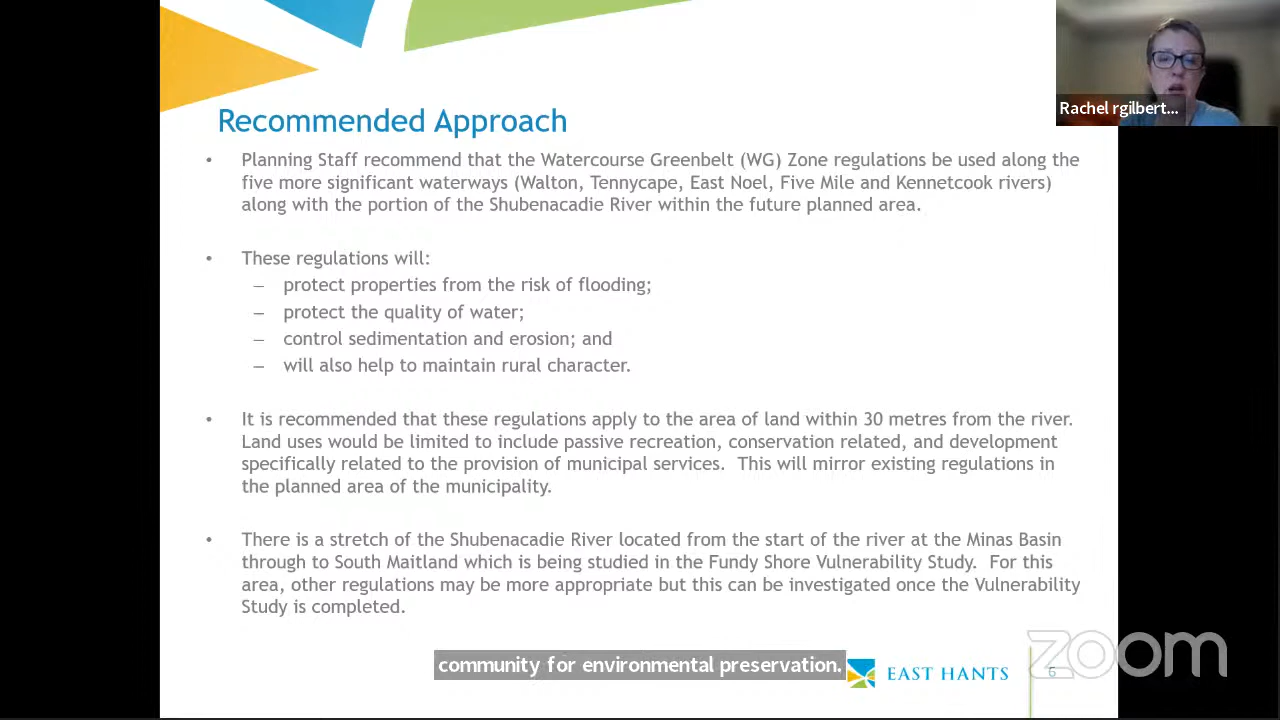 Rachel rgilbert...
Recommended Approach
• Planning Staff recommend that the Watercourse Greenbelt (WG) Zone regulations be used along the
five more significant waterways (Walton, Tennycape, East Noel, Five Mile and Kennetcook rivers)
along with the portion of the Shubenacadie River within the future planned area.
• These regulations will:
– protect properties from the risk of flooding;
– protect the quality of water;
– control sedimentation and erosion; and
– will also help to maintain rural character.
• It is recommended that these regulations apply to the area of land within 30 metres from the river.
Land uses would be limited to include passive recreation, conservation related, and development
specifically related to the provision of municipal services.  This will mirror existing regulations in
the planned area of the municipality.
• There is a stretch of the Shubenacadie River located from the start of the river at the Minas Basin
through to South Maitland which is being studied in the Fundy Shore Vulnerability Study.  For this
area, other regulations may be more appropriate but this can be investigated once the Vulnerability
Study is completed.
community for environmental preservation.
EAST HANTS
6
zoom